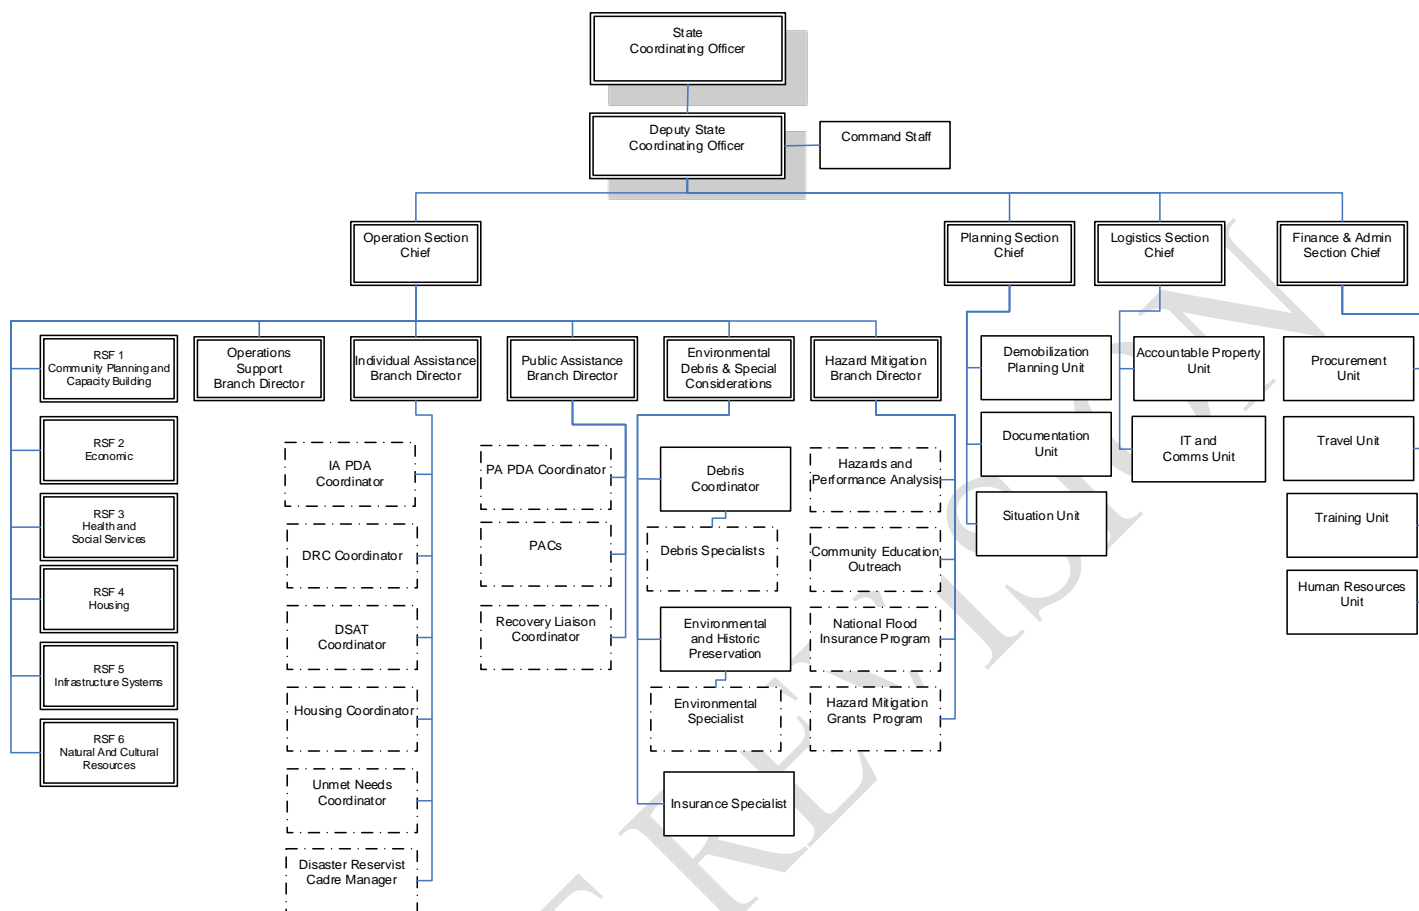 State
Coordinating Officer
Deputy State
Coordinating Officer
Command Staff
Operation Section
Chief
Planning Section
Chief
Logistics Section
Chief
Finance & Admin
Section Chief
RSF 1
Community Planning and
Capacity Building
RSF 2
Economic
RSF 3
Health and
Social Services
RSF 4
Housing
RSF 5
Infrastructure Systems
RSF 6
Natural And Cultural
Resources
Operations
Support
Branch Director
Individual Assistance
Branch Director
IA PDA
Coordinator
DRC Coordinator
DSAT
Coordinator
Housing Coordinator
Unmet Needs
Coordinator
Disaster Reservist
Cadre Manager
Public Assistance
Branch Director
PA PDA Coordinator
PACs
Recovery Liaison
Coordinator
Environmental
Debris & Special
Considerations
Debris
Coordinator
Debris Specialists
Environmental
and Historic
Preservation
Environmental
Specialist
Insurance Specialist
Hazard Mitigation
Branch Director
Hazards and
Performance Analysis
Community Education
Outreach
National Flood
Insurance Program
Hazard Mitigation
Grants Program
Demobilization
Planning Unit
Documentation
Unit
Situation Unit
Accountable Property
Unit
IT and
Comms Unit
Procurement
Unit
Travel Unit
Training Unit
Human Resources
Unit